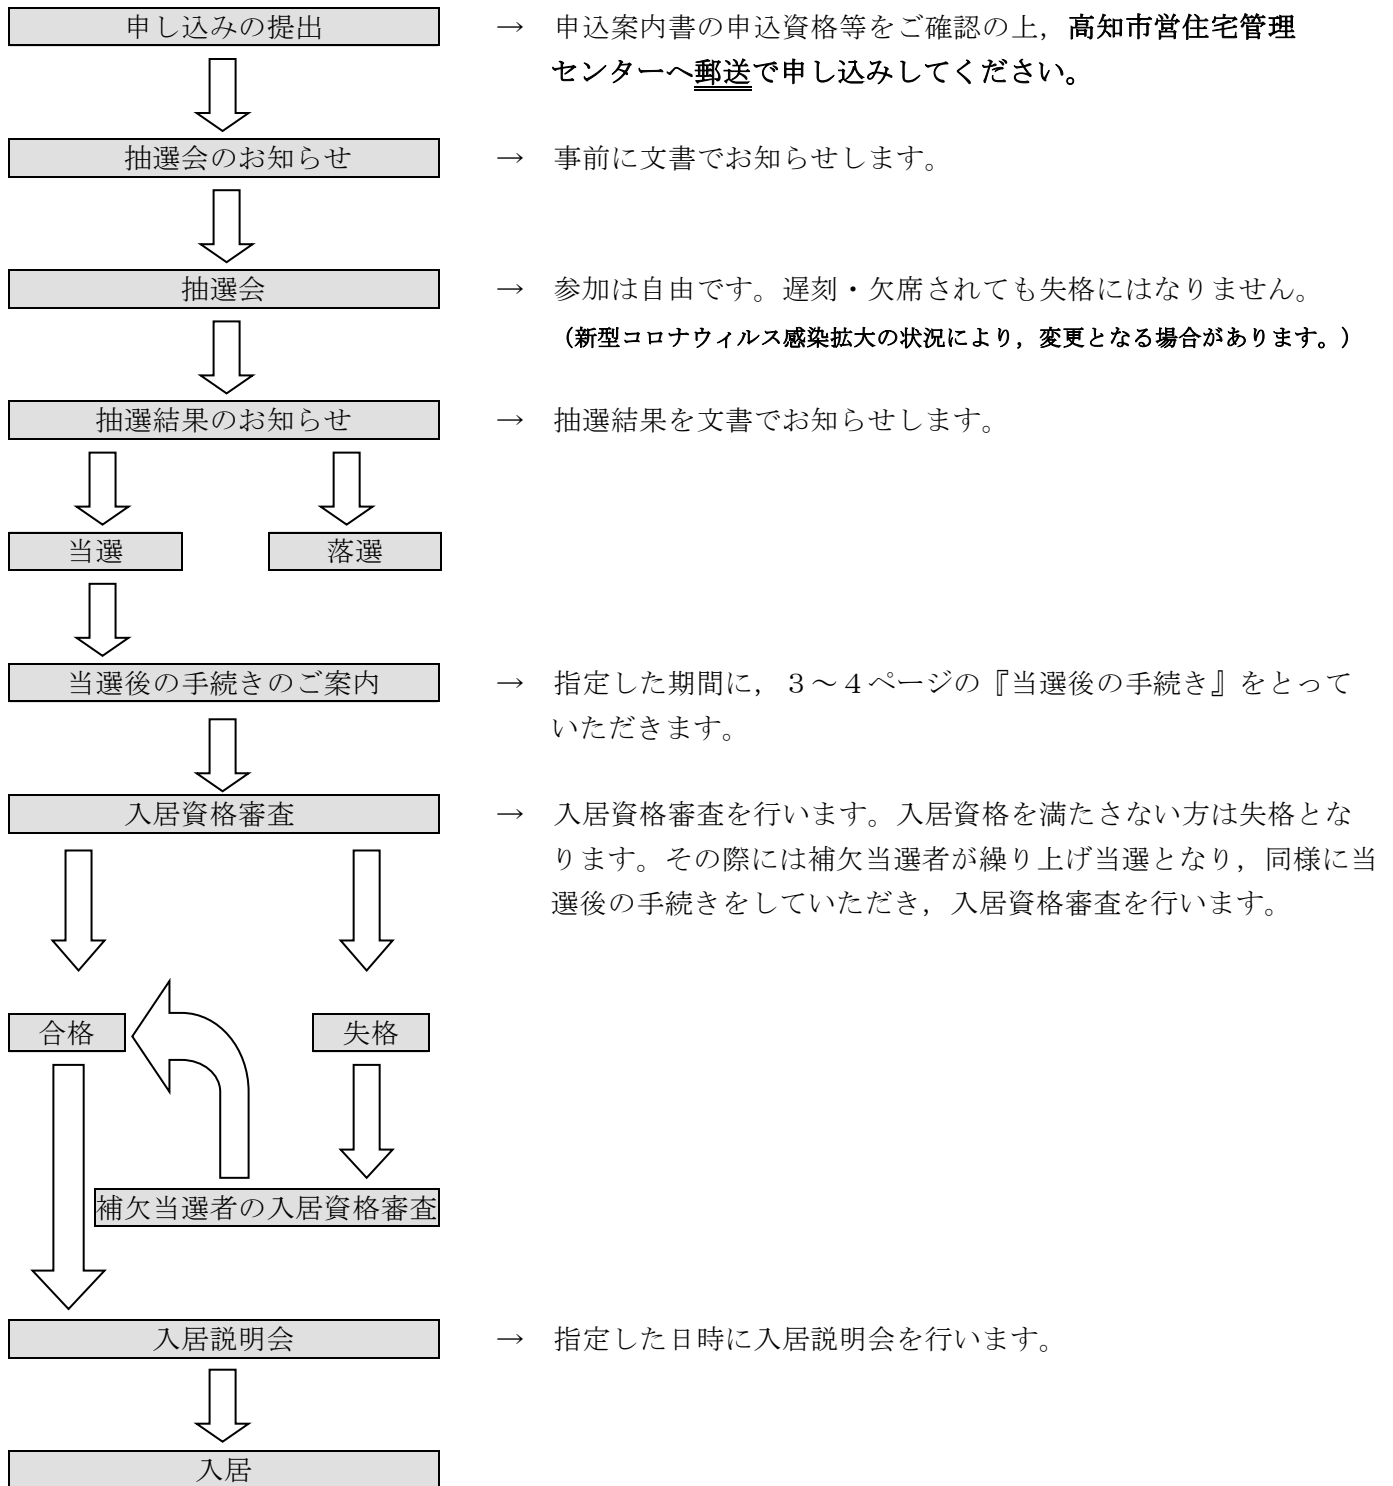 申し込みの提出
→ 申込案内書の申込資格等をご確認の上，高知市営住宅管理
センターへ郵送で申し込みしてください。
抽選会のお知らせ
→ 事前に文書でお知らせします。
抽選会
→ 参加は自由です。遅刻・欠席されても失格にはなりません。
（新型コロナウィルス感染拡大の状況により，変更となる場合があります。）
抽選結果のお知らせ
→ 抽選結果を文書でお知らせします。
当選
落選
当選後の手続きのご案内
→ 指定した期間に，３～４ページの『当選後の手続き』をとって
いただきます。
入居資格審査
→ 入居資格審査を行います。入居資格を満たさない方は失格とな
ります。その際には補欠当選者が繰り上げ当選となり，同様に当
選後の手続きをしていただき，入居資格審査を行います。
合格
失格
補欠当選者の入居資格審査
入居説明会
→ 指定した日時に入居説明会を行います。
入居